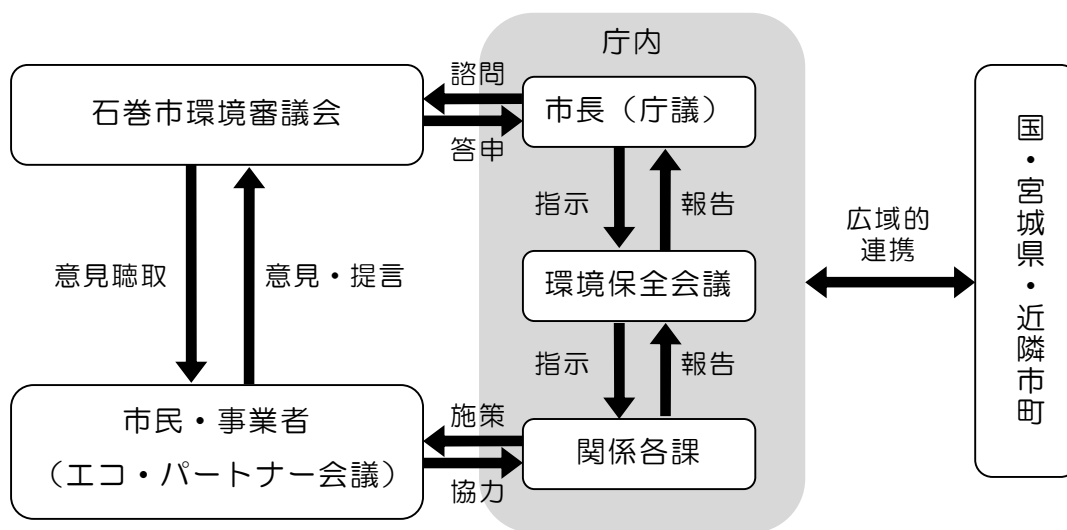 庁内
諮問
石巻市環境審議会
市長（庁議）
答申
指示
報告
広域的
連携
国・宮城県・近隣市町
意見聴取
意見・提言
環境保全会議
指示
報告
市民・事業者
（エコ・パートナー会議）
施策
関係各課
協力